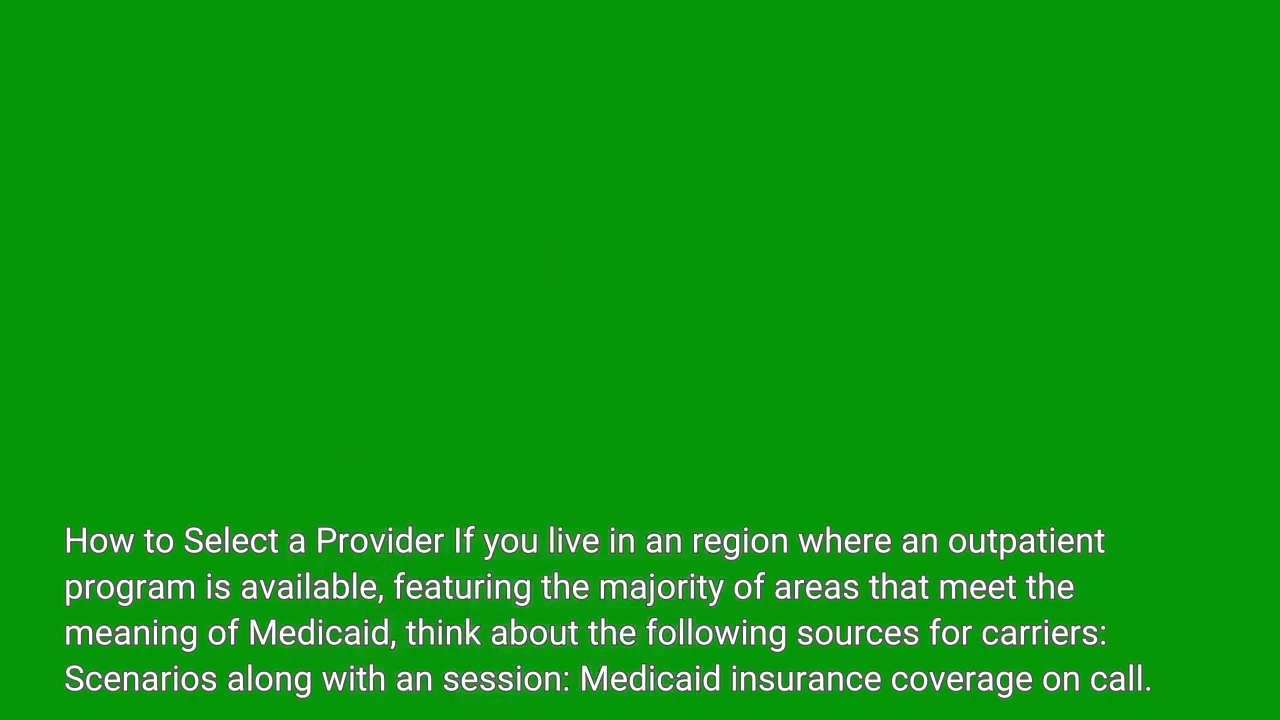 How to Select a Provider If you live in an region where an outpatient
program is available, featuring the majority of areas that meet the
meaning of Medicaid, think about the following sources for carriers:
Scenarios along with an session: Medicaid insurance coverage on call.